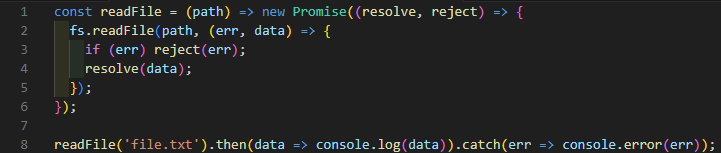 1 const readFile = (path) => new Promise((resolve, reject) => {
2   fs.readFile(path, (err, data) => {
3     if (err) reject(err);
4     resolve(data);
5   });
6 });
7
8 readFile('file.txt').then(data => console.log(data)).catch(err => console.error(err));